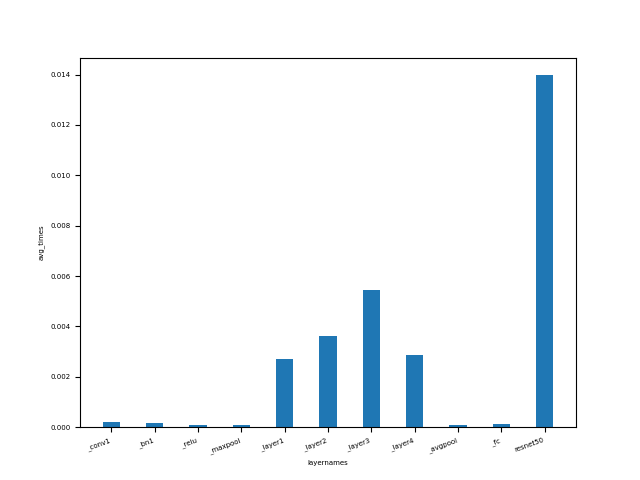 0.014
0.012
0.010
0.008
0.006
0.004
0.002
0.000
avg_times
_conv1
_bn1
_relu
_maxpool
_layer1
_layer2
_layer3
_layer4
_avgpool
_fc
resnet50
layernames